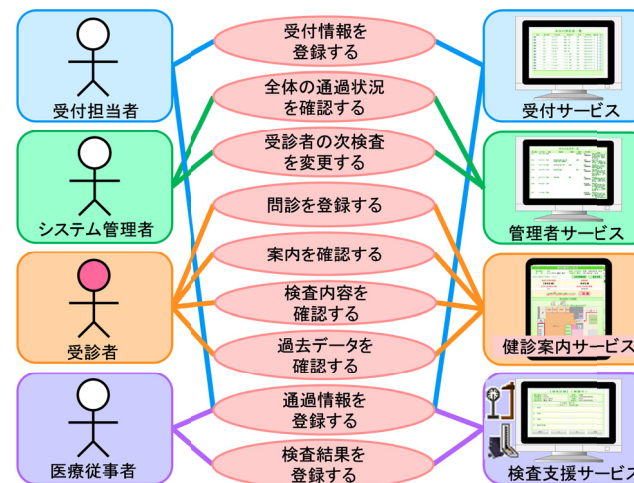 受付情報を
登録する
全体の通過状況
を確認する
受診者の次検査
を変更する
問診を登録する
案内を確認する
検査内容を
確認する
過去データを
確認する
通過情報を
登録する
検査結果を
登録する
受付担当者
システム管理者
受診者
医療従事者
受付サービス
管理者サービス
健診案内サービス
検査支援サービス